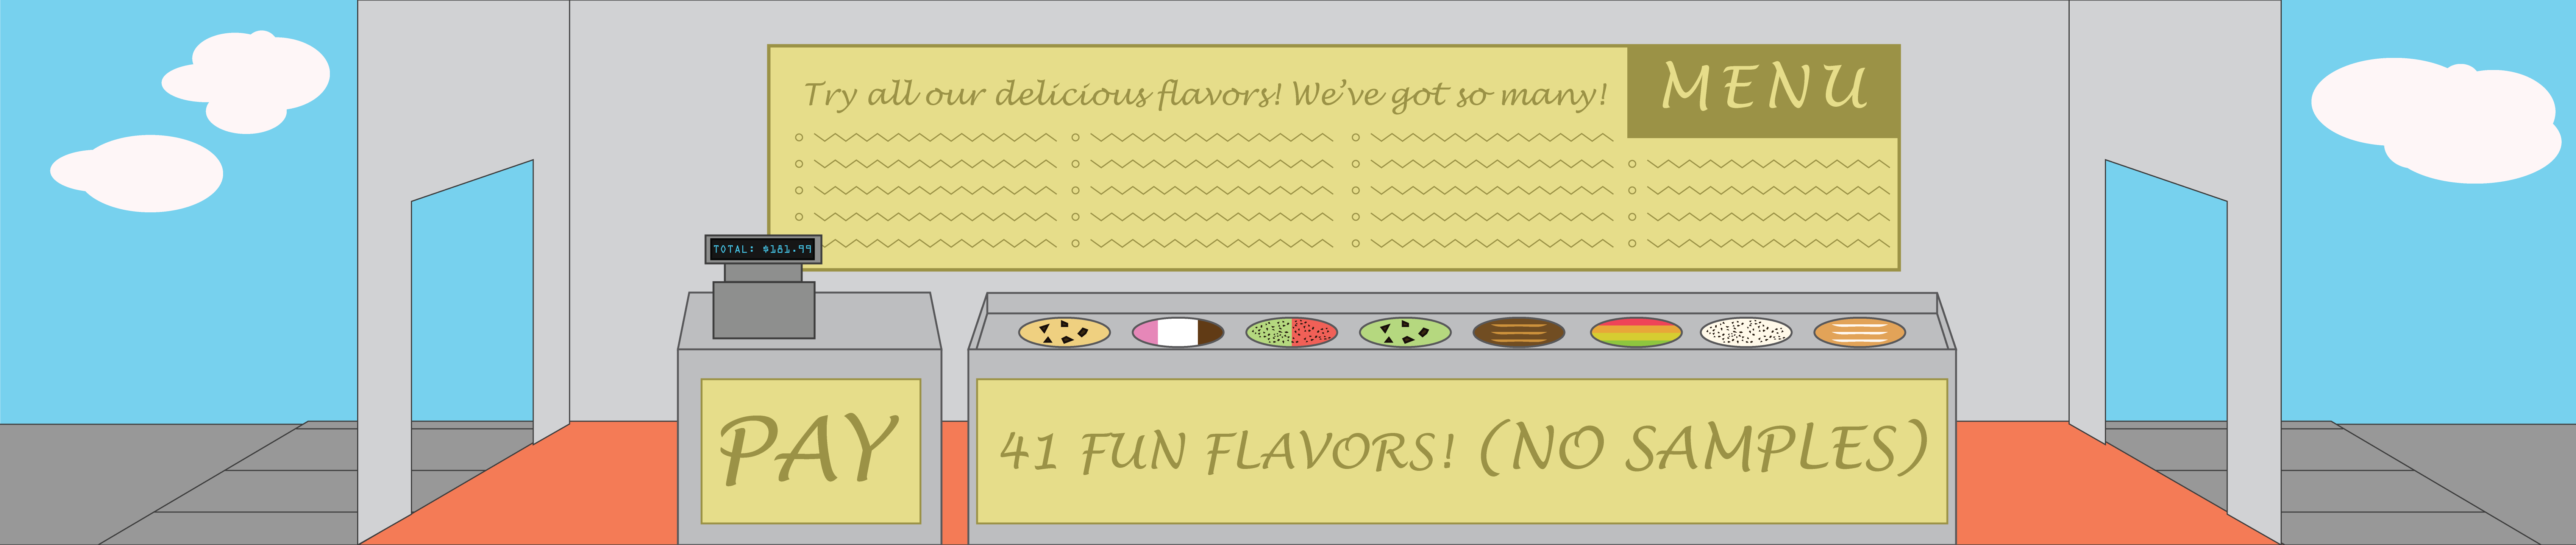 Try all our delicious flavors! We've got so many!
MENU
TOTAL: $181.99
PAY
41 FUN FLAVORS! (NO SAMPLES)